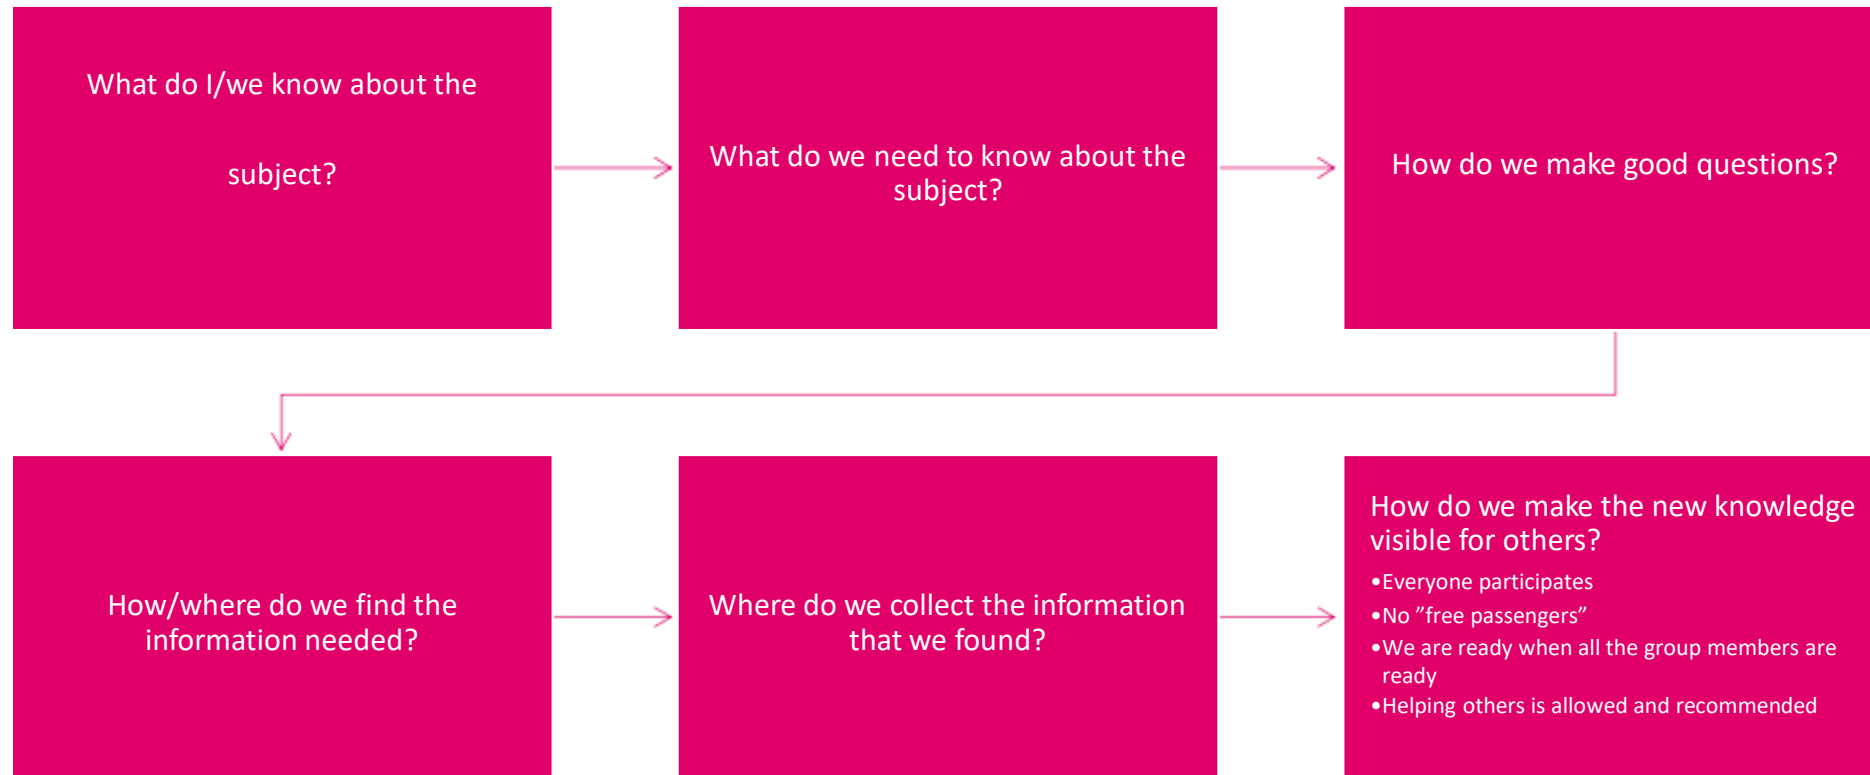 What do I/we know about the
subject?
What do we need to know about the
subject?
How do we make good questions?
How/where do we find the
information needed?
Where do we collect the information
that we found?
How do we make the new knowledge
visible for others?
•Everyone participates
•No ”free passengers”
•We are ready when all the group members are
ready
•Helping others is allowed and recommended